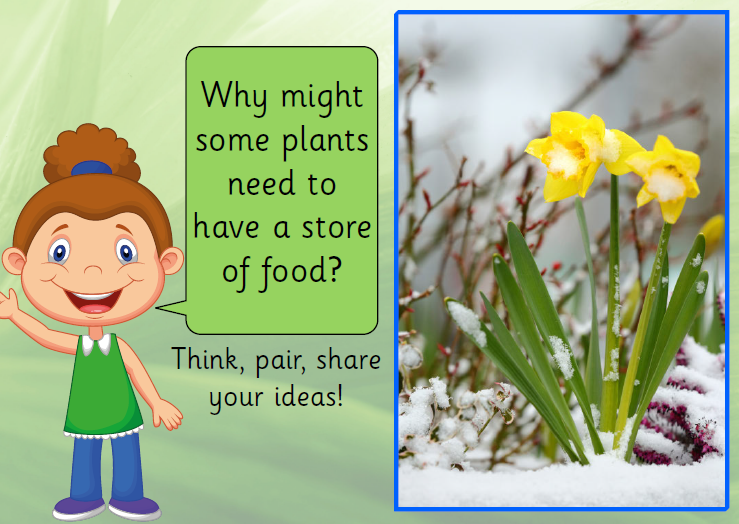 Why might
some plants
need to
have a store
of food?
Think, pair, share
your ideas!